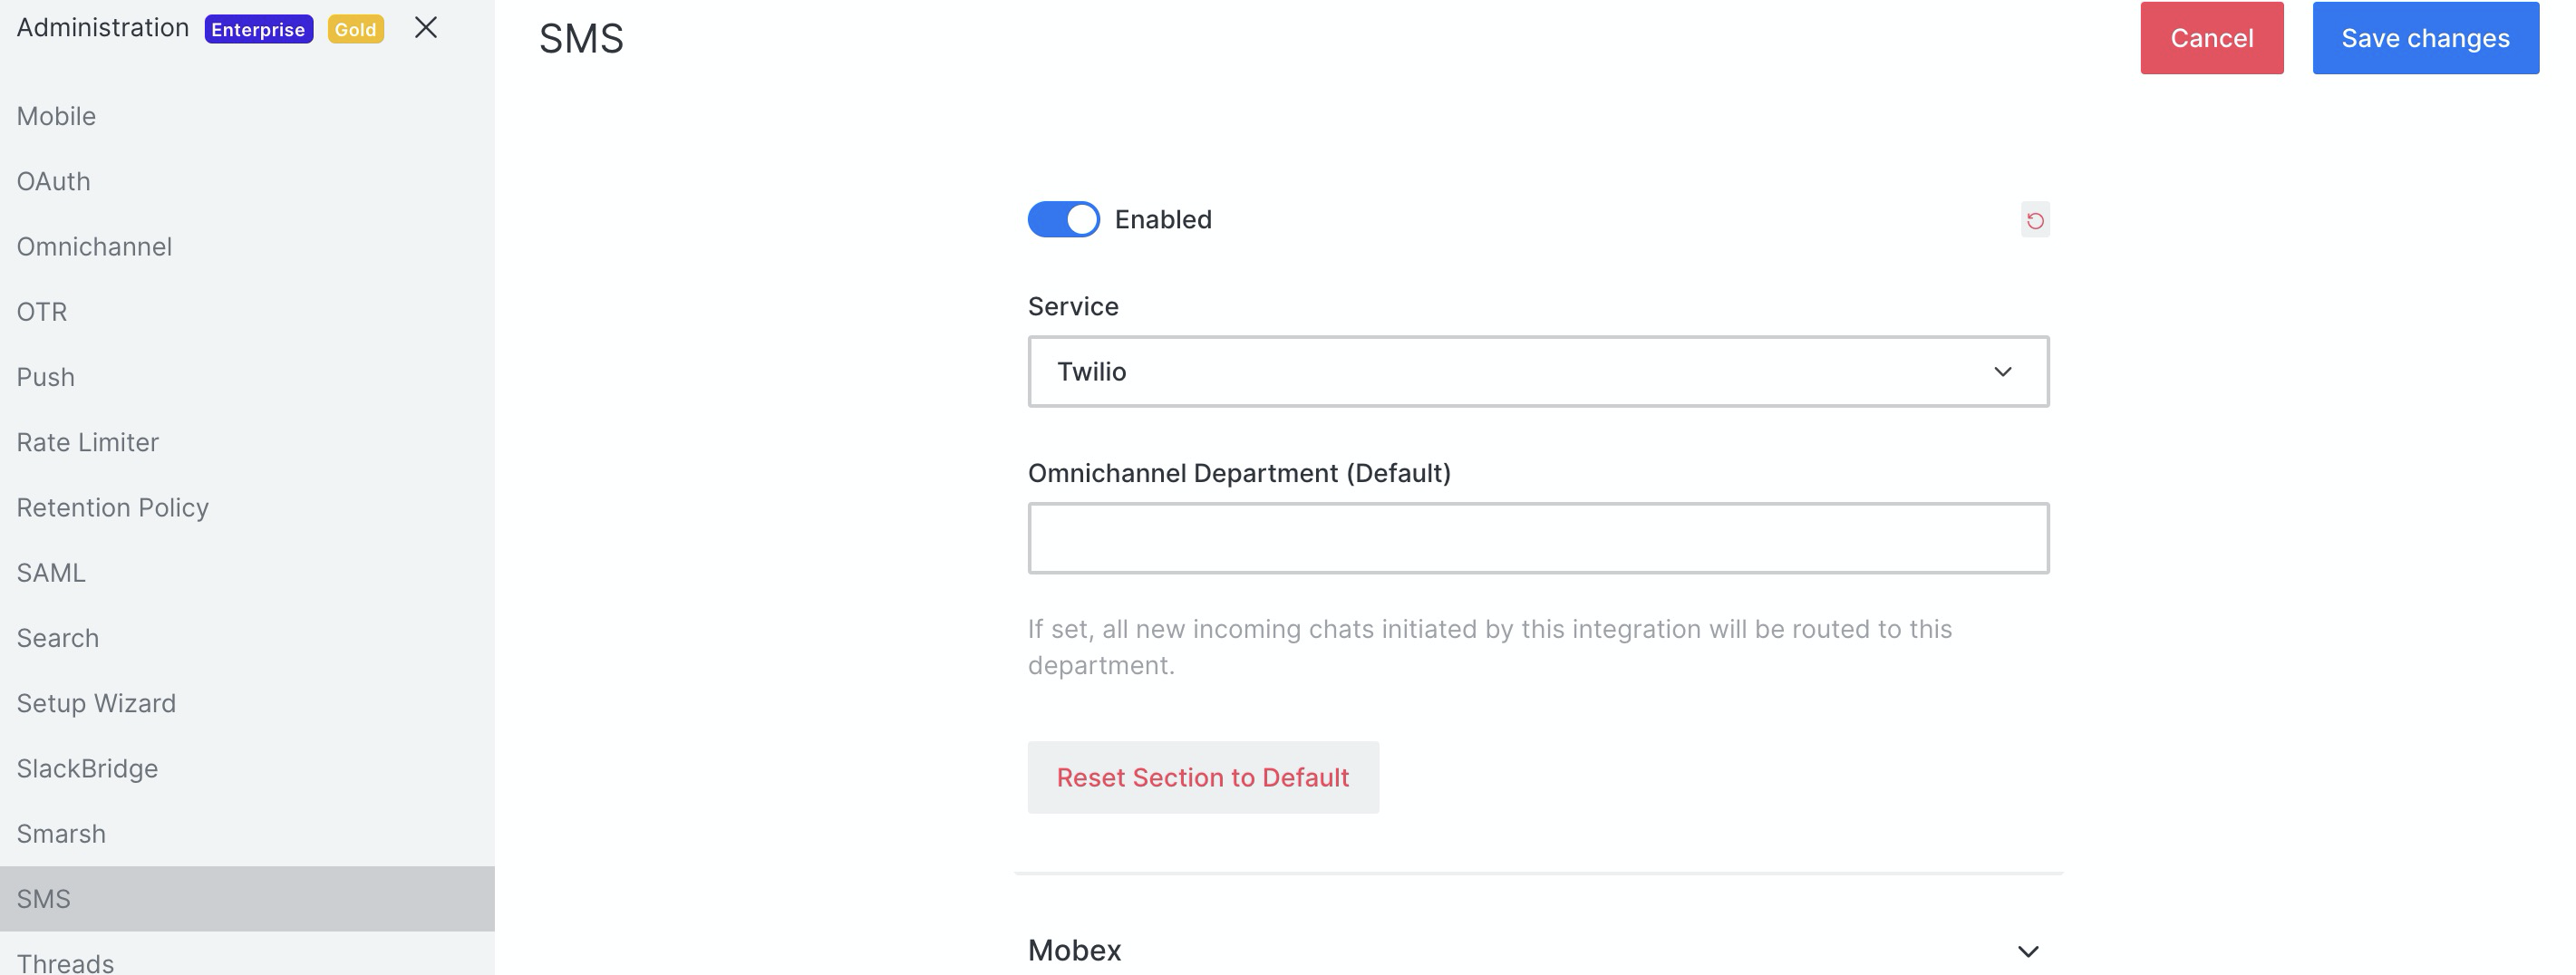 Administration Enterprise Gold
Mobile
OAuth
Omnichannel
OTR
Push
Rate Limiter
Retention Policy
SAML
Search
Setup Wizard
SlackBridge
Smarsh
SMS
Threads
SMS
Cancel
Save changes
Enabled
Service
Twilio
Omnichannel Department (Default)
If set, all new incoming chats initiated by this integration will be routed to this
department.
Reset Section to Default
Mobex